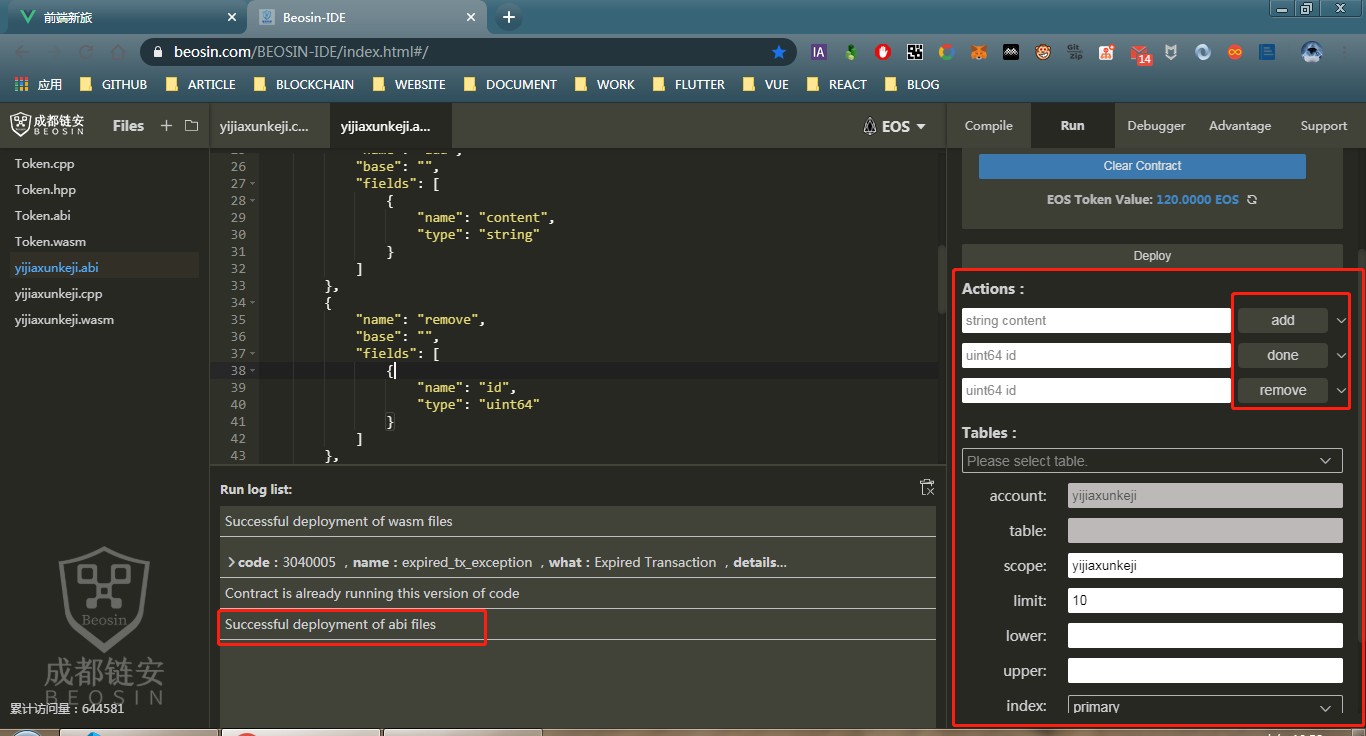 前端新旅
Beosin-IDE
beosin.com/BEOSIN-IDE/index.html#/
IA
Git
zip
14
应用
GITHUB
ARTICLE
BLOCKCHAIN
WEBSITE
DOCUMENT
WORK
FLUTTER
VUE
REACT
BLOG
成都链安
BEOSIN
Files
yijiaxunkeji.c...
yijiaxunkeji.a...
EOS
Compile
Run
Debugger
Advantage
Support
Token.cpp
Token.hpp
Token.abi
Token.wasm
yijiaxunkeji.abi
yijiaxunkeji.cpp
yijiaxunkeji.wasm
26 "base": "",
27 "fields": [
28 {
29 "name": "content",
30 "type": "string"
31 }
32 ]
33 },
34 {
35 "name": "remove",
36 "base": "",
37 "fields": [
38 {
39 "name": "id",
40 "type": "uint64"
41 }
42 ]
43 },
Run log list:
Successful deployment of wasm files
code : 3040005 , name : expired_tx_exception , what : Expired Transaction , details...
Contract is already running this version of code
Successful deployment of abi files
Clear Contract
EOS Token Value: 120.0000 EOS
Deploy
Actions :
string content add
uint64 id done
uint64 id remove
Tables :
Please select table.
account: yijiaxunkeji
table:
scope: yijiaxunkeji
limit: 10
lower:
upper:
index: primary
Beosin
成都链安
BEOSIN
累计访问量：644581